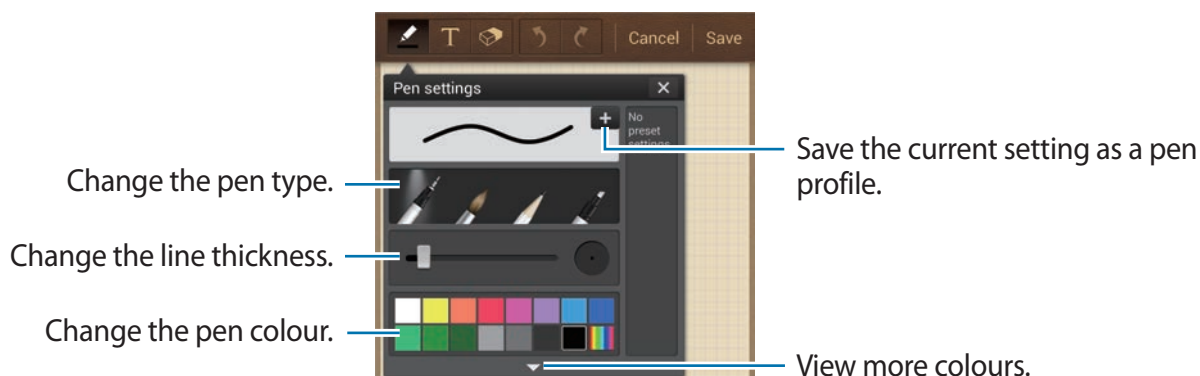 T
Cancel
Save
Pen settings
No
preset
settings
Save the current setting as a pen
profile.
Change the pen type.
Change the line thickness.
Change the pen colour.
View more colours.